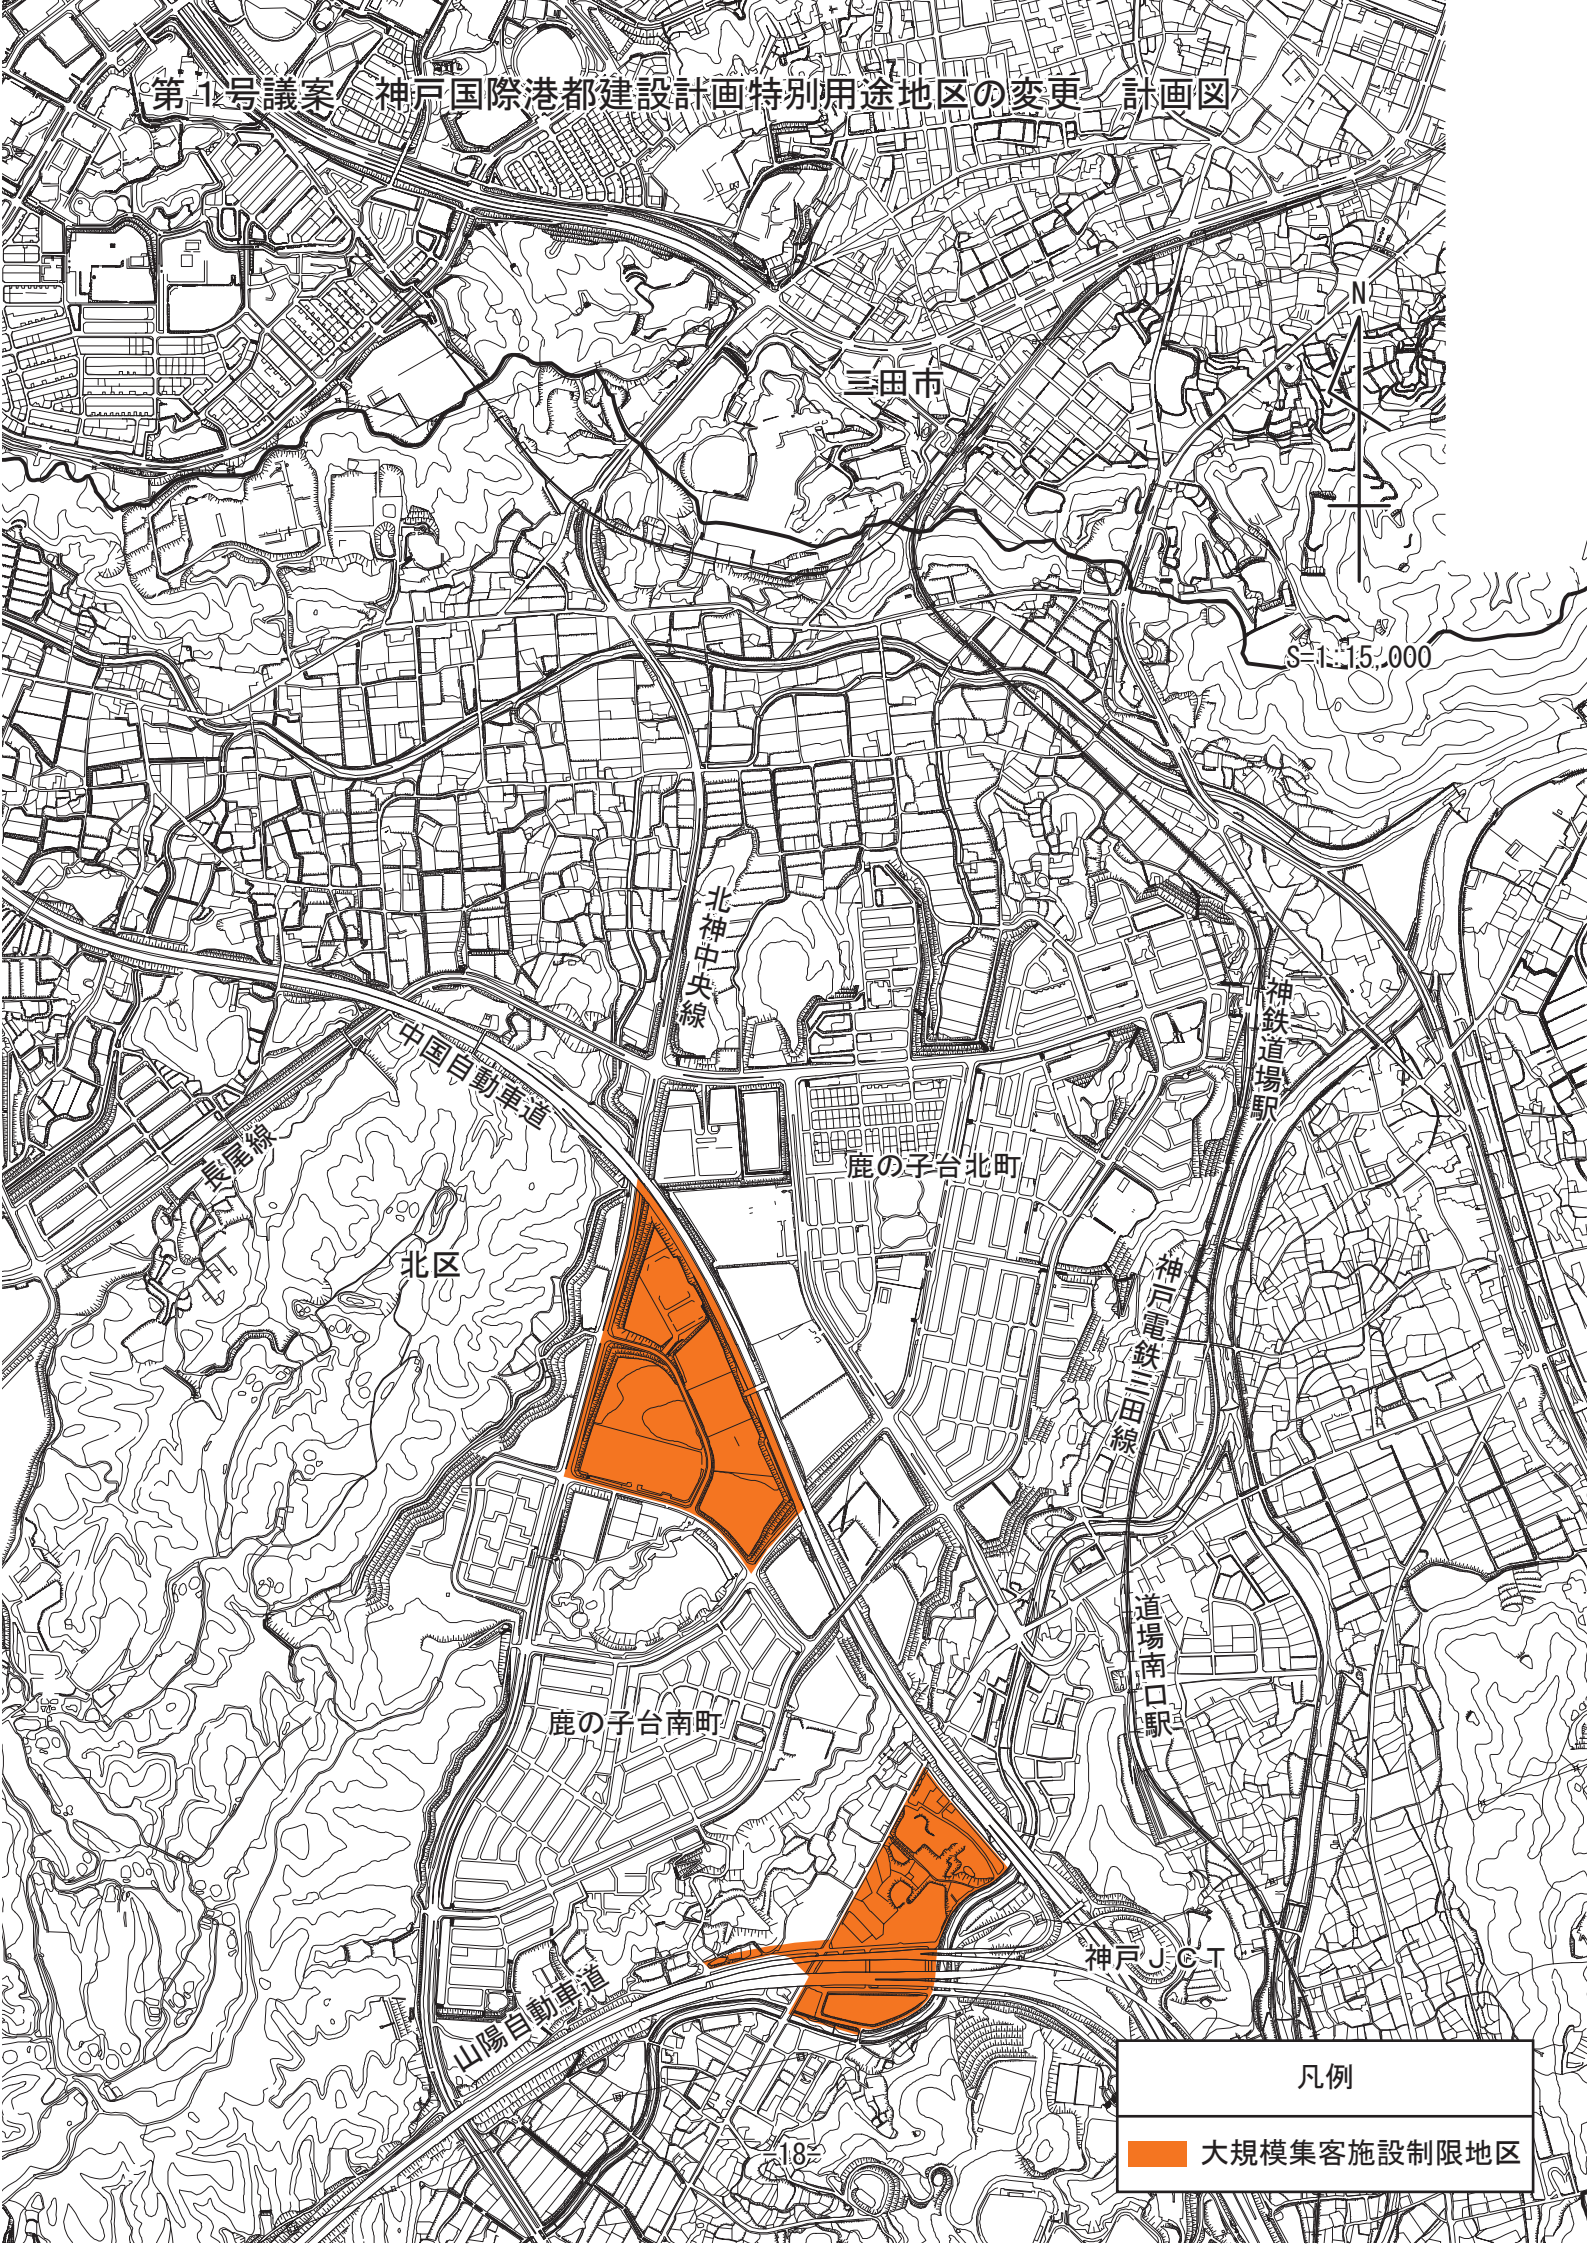 第１号議案　神戸国際港都建設計画特別用途地区の変更　計画図
N
三田市
S=1:15,000
北神中央線
神鉄道場駅
中国自動車道
長尾線
鹿の子台北町
北区
神戸電鉄三田線
道場南口駅
鹿の子台南町
神戸ＪＣＴ
山陽自動車道
凡例
大規模集客施設制限地区
-18-